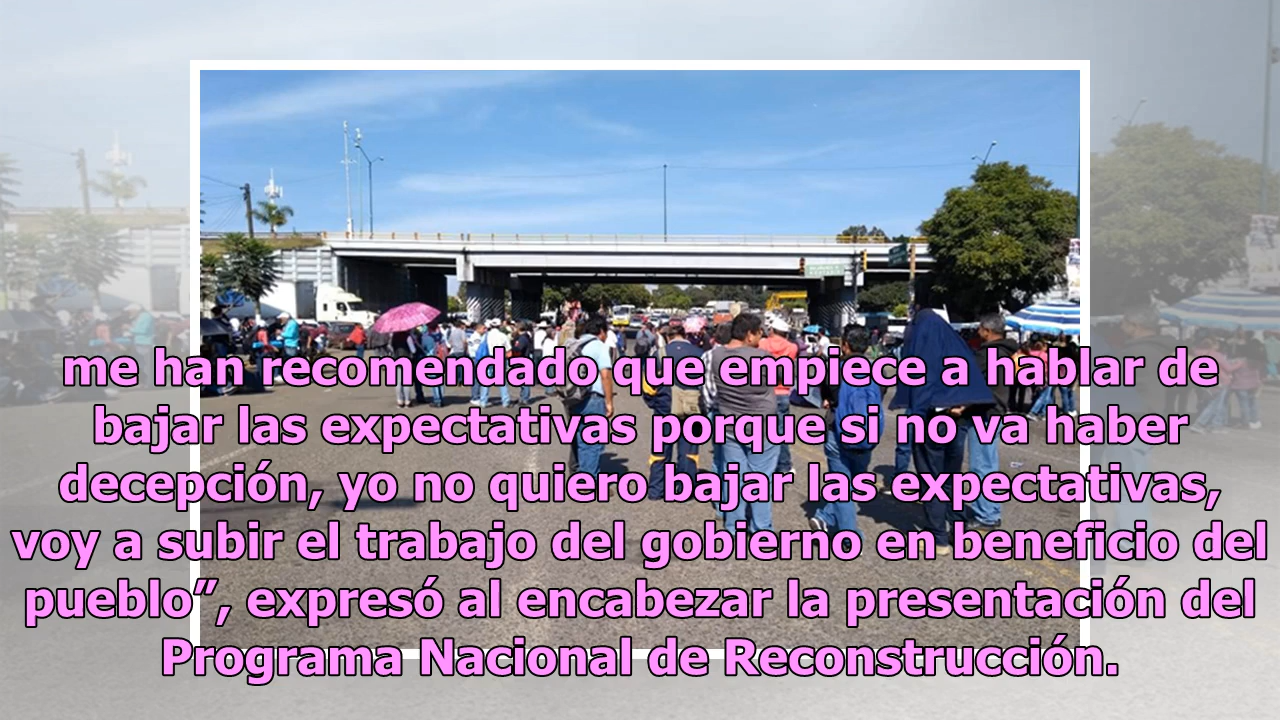 me han recomendado que empiece a hablar de
bajar las expectativas porque si no va haber
decepción, yo no quiero bajar las expectativas,
voy a subir el trabajo del gobierno en beneficio del
pueblo”, expresó al encabezar la presentación del
Programa Nacional de Reconstrucción.